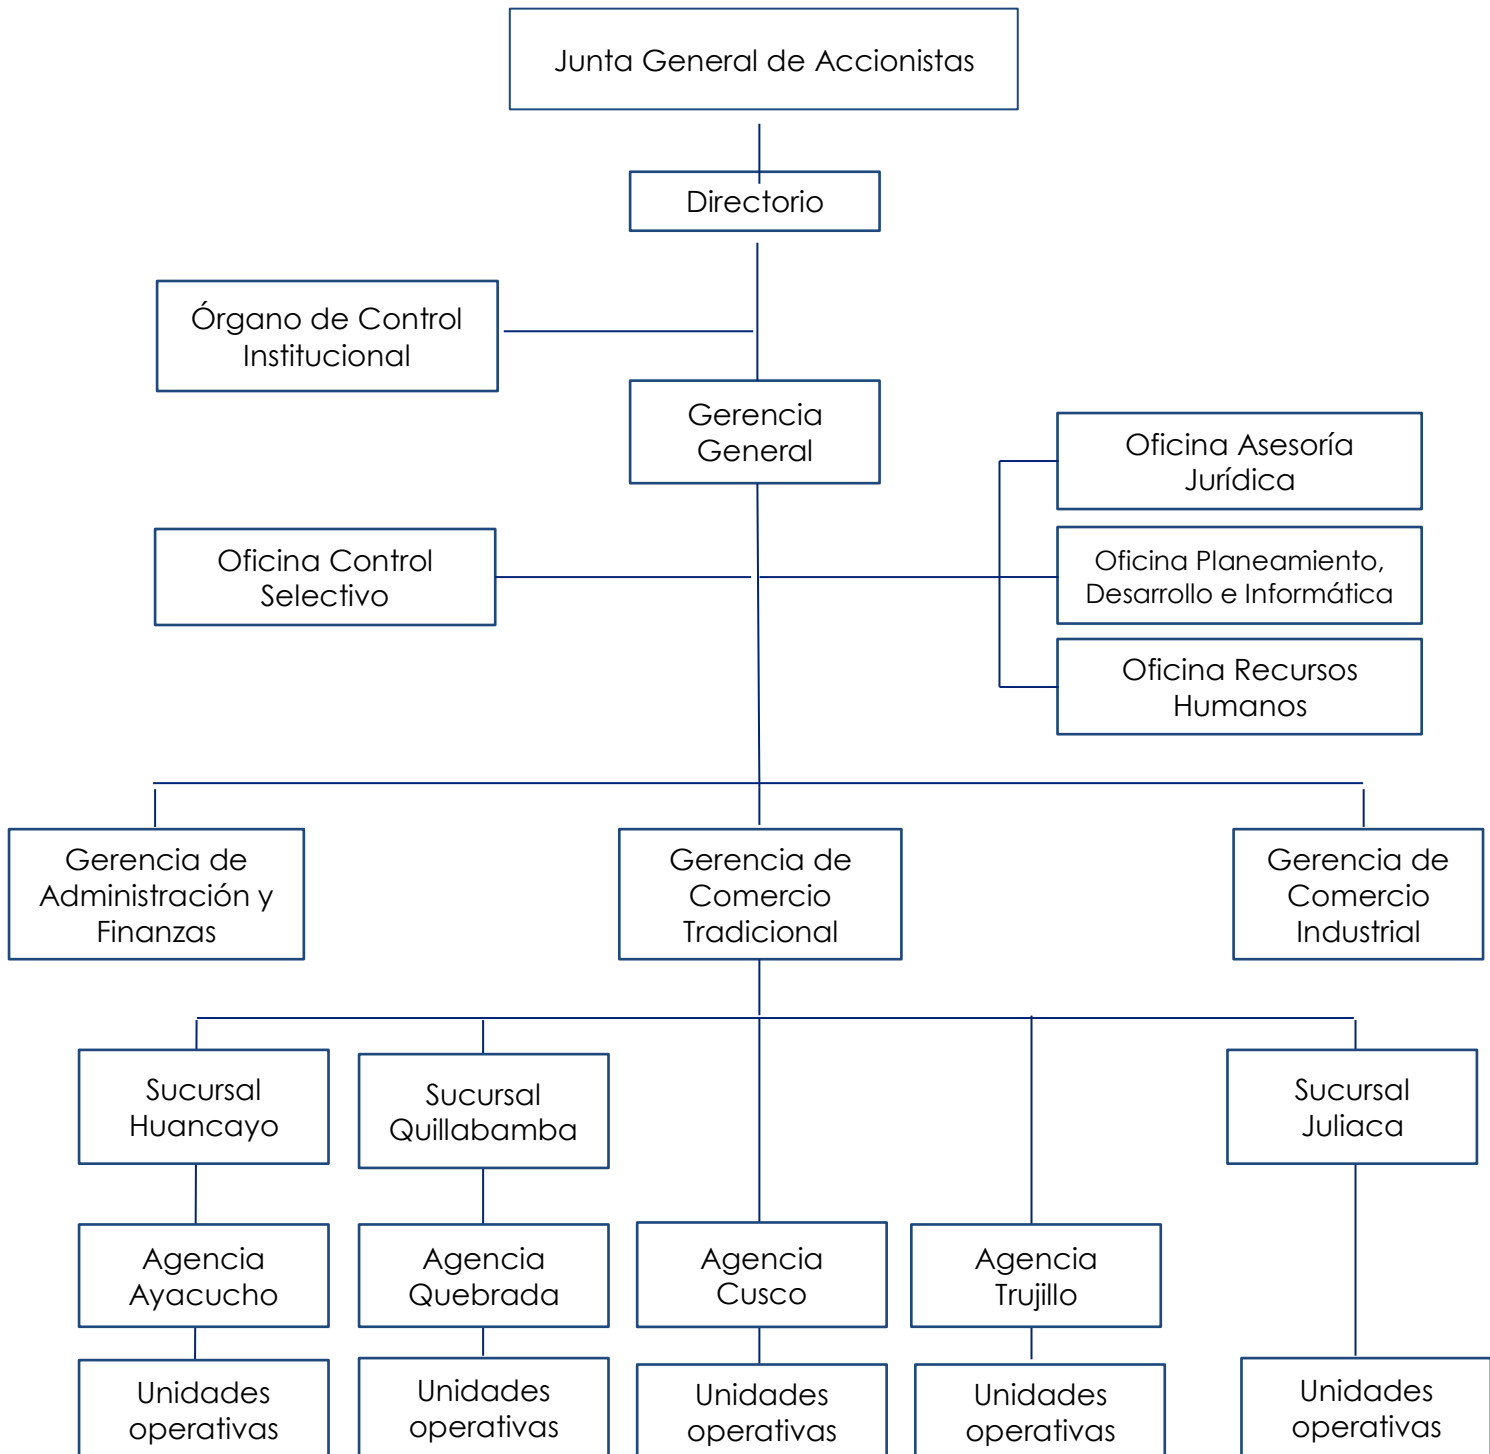 Junta General de Accionistas
Directorio
Órgano de Control
Institucional
Gerencia
General
Oficina Asesoría
Jurídica
Oficina Control
Selectivo
Oficina Planeamiento,
Desarrollo e Informática
Oficina Recursos
Humanos
Gerencia de
Administración y
Finanzas
Gerencia de
Comercio
Tradicional
Gerencia de
Comercio
Industrial
Sucursal
Huancayo
Sucursal
Quillabamba
Sucursal
Juliaca
Agencia
Ayacucho
Agencia
Quebrada
Agencia
Cusco
Agencia
Trujillo
Unidades
operativas
Unidades
operativas
Unidades
operativas
Unidades
operativas
Unidades
operativas